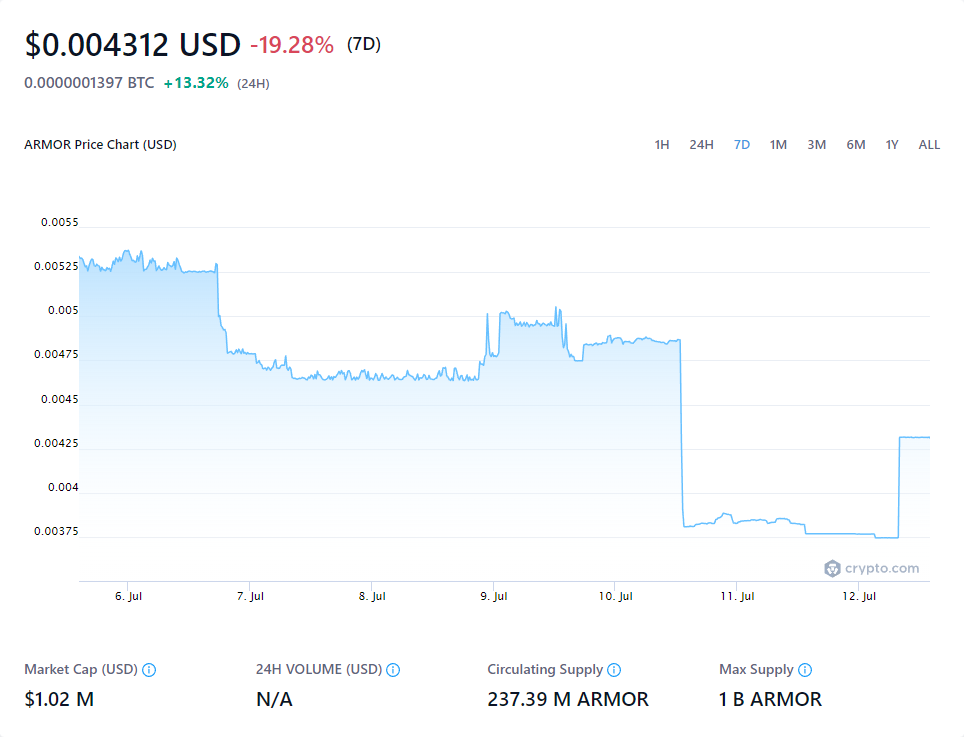 $0.004312 USD -19.28% (7D)
0.0000001397 BTC +13.32% (24H)
ARMOR Price Chart (USD) 1H 24H 7D 1M 3M 6M 1Y ALL
0.0055
0.00525
0.005
0.00475
0.0045
0.00425
0.004
0.00375
crypto.com
6. Jul 7. Jul 8. Jul 9. Jul 10. Jul 11. Jul 12. Jul
Market Cap (USD) 24H VOLUME (USD) Circulating Supply Max Supply
$1.02 M N/A 237.39 M ARMOR 1 B ARMOR